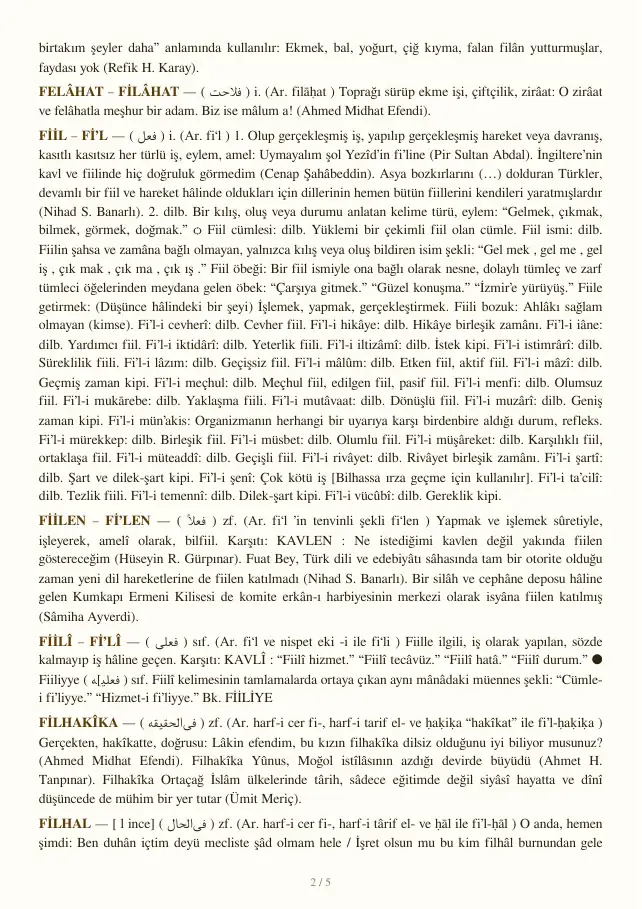 birtakım şeyler daha” anlamında kullanılır: Ekmek, bal, yoğurt, çiğ kıyma, falan filân yutturmuşlar,
faydası yok (Refik H. Karay).
FELÂHAT – FİLÂHAT — ( فلاحت ) i. (Ar. filāḥat ) Toprağı sürüp ekme işi, çiftçilik, zirâat: O zirâat
ve felâhatla meşhur bir adam. Biz ise mâlum a! (Ahmed Midhat Efendi).
FİİL – Fİ’L — ( فعل ) i. (Ar. fi‘l ) 1. Olup gerçekleşmiş iş, yapılıp gerçekleşmiş hareket veya davranış,
kasıtlı kasıtsız her türlü iş, eylem, amel: Uymayalım şol Yezîd’in fi’line (Pir Sultan Abdal). İngiltere’nin
kavl ve fiilinde hiç doğruluk görmedim (Cenap Şahâbeddin). Asya bozkırlarını (…) dolduran Türkler,
devamlı bir fiil ve hareket hâlinde oldukları için dillerinin hemen bütün fiillerini kendileri yaratmışlardır
(Nihad S. Banarlı). 2. dilb. Bir kılış, oluş veya durumu anlatan kelime türü, eylem: “Gelmek, çıkmak,
bilmek, görmek, doğmak.” ○ Fiil cümlesi: dilb. Yüklemi bir çekimli fiil olan cümle. Fiil ismi: dilb.
Fiilin şahsa ve zamâna bağlı olmayan, yalnızca kılış veya oluş bildiren isim şekli: “Gel mek , gel me , gel
iş , çık mak , çık ma , çık ış .” Fiil öbeği: Bir fiil ismiyle ona bağlı olarak nesne, dolaylı tümleç ve zarf
tümleci öğelerinden meydana gelen öbek: “Çarşıya gitmek.” “Güzel konuşma.” “İzmir’e yürüyüş.” Fiile
getirmek: (Düşünce hâlindeki bir şeyi) İşlemek, yapmak, gerçekleştirmek. Fiili bozuk: Ahlâkı sağlam
olmayan (kimse). Fi’l-i cevherî: dilb. Cevher fiil. Fi’l-i hikâye: dilb. Hikâye birleşik zamânı. Fi’l-i iâne:
dilb. Yardımcı fiil. Fi’l-i iktidârî: dilb. Yeterlik fiili. Fi’l-i iltizâmî: dilb. İstek kipi. Fi’l-i istimrârî: dilb.
Süreklilik fiili. Fi’l-i lâzım: dilb. Geçişsiz fiil. Fi’l-i mâlûm: dilb. Etken fiil, aktif fiil. Fi’l-i mâzî: dilb.
Geçmiş zaman kipi. Fi’l-i meçhul: dilb. Meçhul fiil, edilgen fiil, pasif fiil. Fi’l-i menfi: dilb. Olumsuz
fiil. Fi’l-i mukārebe: dilb. Yaklaşma fiili. Fi’l-i mutâvaat: dilb. Dönüşlü fiil. Fi’l-i muzârî: dilb. Geniş
zaman kipi. Fi’l-i mün’akis: Organizmanın herhangi bir uyarıya karşı birdenbire aldığı durum, refleks.
Fi’l-i mürekkep: dilb. Birleşik fiil. Fi’l-i müsbet: dilb. Olumlu fiil. Fi’l-i müşâreket: dilb. Karşılıklı fiil,
ortaklaşa fiil. Fi’l-i müteaddî: dilb. Geçişli fiil. Fi’l-i rivâyet: dilb. Rivâyet birleşik zamânı. Fi’l-i şartî:
dilb. Şart ve dilek-şart kipi. Fi’l-i şenî: Çok kötü iş [Bilhassa ırza geçme için kullanılır]. Fi’l-i ta’cilî:
dilb. Tezlik fiili. Fi’l-i temennî: dilb. Dilek-şart kipi. Fi’l-i vücûbî: dilb. Gereklik kipi.
FİİLEN – Fİ’LEN — ( فعلاً ) zf. (Ar. fi‘l ’in tenvinli şekli fi‘len ) Yapmak ve işlemek sûretiyle,
işleyerek, amelî olarak, bilfiil. Karşıtı: KAVLEN : Ne istediğimi kavlen değil yakında fiilen
göstereceğim (Hüseyin R. Gürpınar). Fuat Bey, Türk dili ve edebiyâtı sâhasında tam bir otorite olduğu
zaman yeni dil hareketlerine de fiilen katılmadı (Nihad S. Banarlı). Bir silâh ve cephâne deposu hâline
gelen Kumkapı Ermeni Kilisesi de komite erkân-ı harbiyesinin merkezi olarak isyâna fiilen katılmış
(Sâmiha Ayverdi).
FİİLÎ – Fİ’LÎ — ( فعلى ) sıf. (Ar. fi‘l ve nispet eki -і ile fi‘li ) Fiille ilgili, iş olarak yapılan, sözde
kalmayıp iş hâline geçen. Karşıtı: KAVLÎ : “Fiilî hizmet.” “Fiilî tecâvüz.” “Fiilî hatâ.” “Fiilî durum.” ●
Fiiliyye ( فعليه[ ) sıf. Fiilî kelimesinin tamlamalarda ortaya çıkan aynı mânâdaki müennes şekli: “Cümle-
i fi’liyye.” “Hizmet-i fi’liyye.” Bk. FİİLİYE
FİLHAKÎKA — ( فى‌الحقيقه ) zf. (Ar. harf-i cer fi-, harf-i tarif el- ve ḥaḳіḳa “hakîkat” ile fi’l-ḥaḳіḳa )
Gerçekten, hakîkatte, doğrusu: Lâkin efendim, bu kızın filhakîka dilsiz olduğunu iyi biliyor musunuz?
(Ahmed Midhat Efendi). Filhakîka Yûnus, Moğol istîlâsının azdığı devirde büyüdü (Ahmet H.
Tanpınar). Filhakîka Ortaçağ İslâm ülkelerinde târih, sâdece eğitimde değil siyâsî hayatta ve dînî
düşüncede de mühim bir yer tutar (Ümit Meriç).
FİLHAL — [ l ince] ( فى‌الحال ) zf. (Ar. harf-i cer fi-, harf-i târif el- ve ḥāl ile fi’l-ḥāl ) O anda, hemen
şimdi: Ben duhân içtim deyü mecliste şâd olmam hele / İşret olsun mu bu kim filhâl burnundan gele
2 / 5